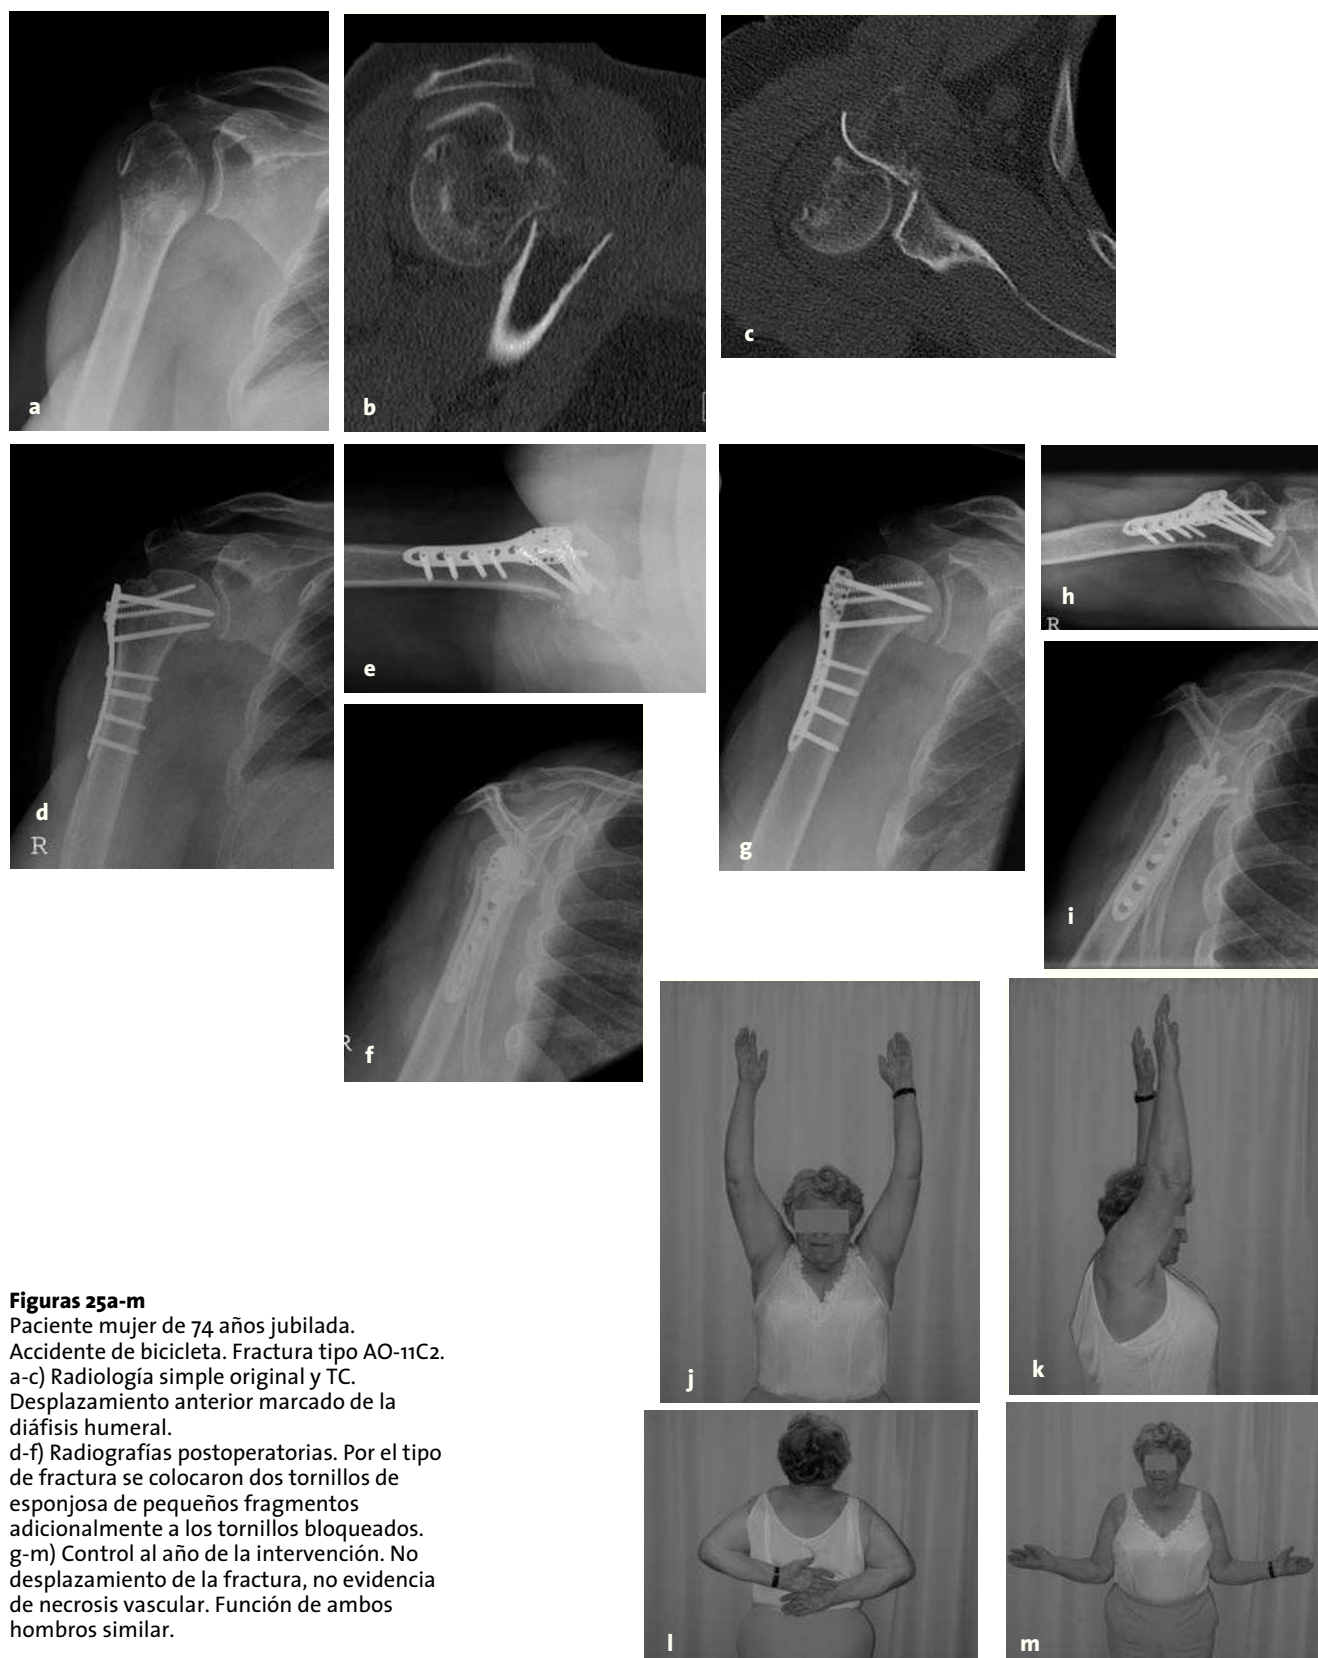 a
b
c
d
R
e
f
R
g
h
R
i
j
k
l
m
Figuras 25a-m
Paciente mujer de 74 años jubilada.
Accidente de bicicleta. Fractura tipo AO-11C2.
a-c) Radiología simple original y TC.
Desplazamiento anterior marcado de la
diáfisis humeral.
d-f) Radiografías postoperatorias. Por el tipo
de fractura se colocaron dos tornillos de
esponjosa de pequeños fragmentos
adicionalmente a los tornillos bloqueados.
g-m) Control al año de la intervención. No
desplazamiento de la fractura, no evidencia
de necrosis vascular. Función de ambos
hombros similar.